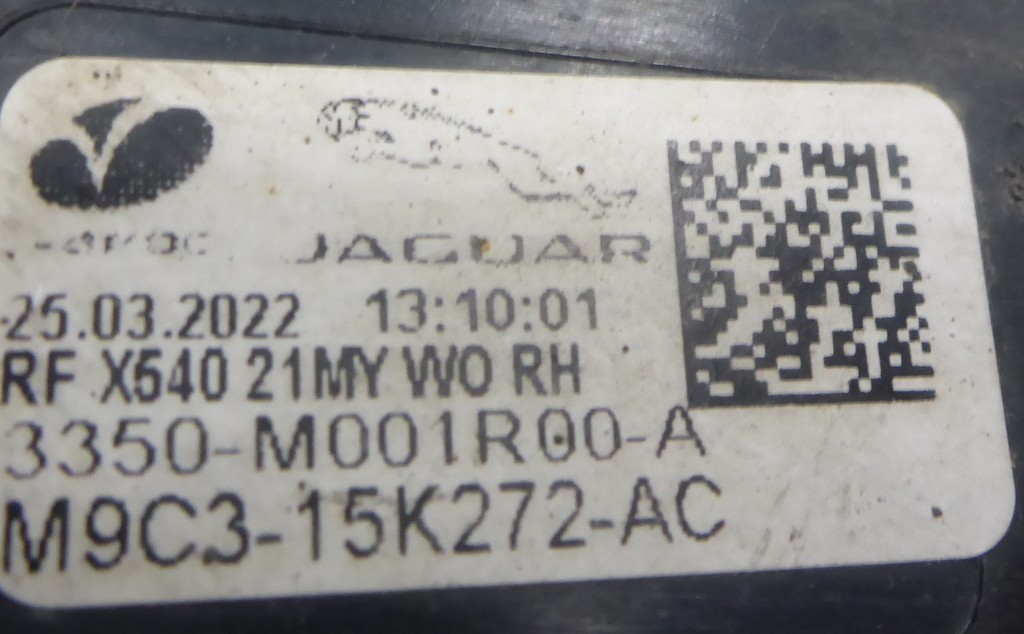 JAGUAR
25.03.2022 13:10:01
RF X540 21MY WO RH
3350-M001R00-A
M9C3-15K272-AC